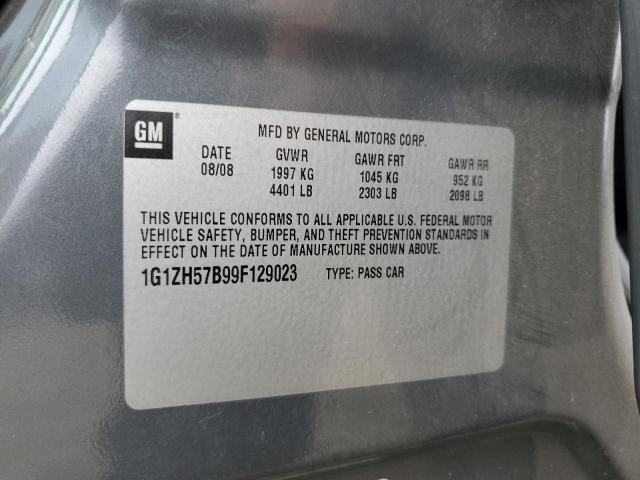 GM
MFD BY GENERAL MOTORS CORP.
DATE GVWR GAWR FRT GAWR RR
08/08 1997 KG 1045 KG 952 KG
4401 LB 2303 LB 2098 LB
THIS VEHICLE CONFORMS TO ALL APPLICABLE U.S. FEDERAL MOTOR
VEHICLE SAFETY, BUMPER, AND THEFT PREVENTION STANDARDS IN
EFFECT ON THE DATE OF MANUFACTURE SHOWN ABOVE.
1G1ZH57B99F129023 TYPE: PASS CAR